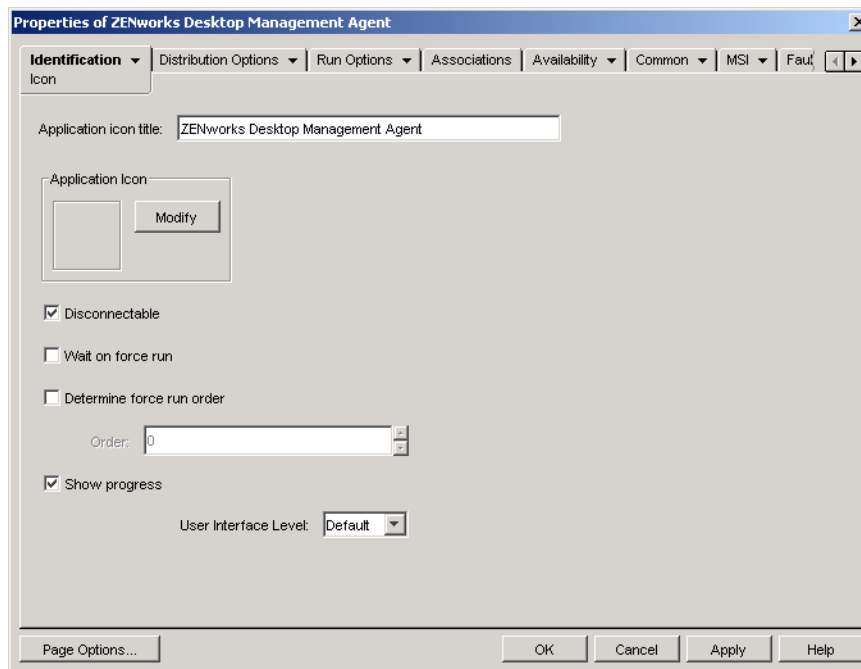 Properties of ZENworks Desktop Management Agent
Identification Distribution Options Run Options Associations Availability Common MSI
Icon
Application icon title: ZENworks Desktop Management Agent
Application Icon
Modify
Disconnectable
Wait on force run
Determine force run order
Order: 0
Show progress
User Interface Level: Default
Page Options... OK Cancel Apply Help